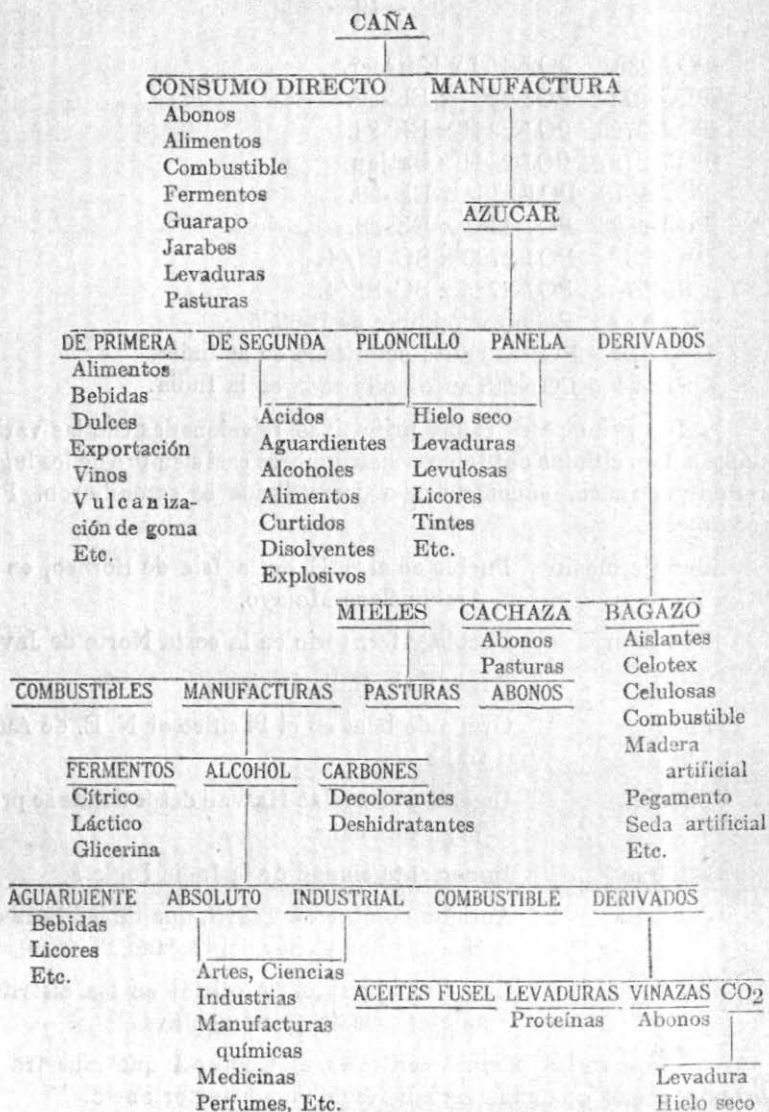 CAÑA
CONSUMO DIRECTO MANUFACTURA
Abonos
Alimentos
Combustible
Fermentos
Guarapo
Jarabes
Levaduras
Pasturas
AZUCAR
DE PRIMERA DE SEGUNDA PILONCILLO PANELA DERIVADOS
Alimentos
Bebidas
Dulces
Exportación
Vinos
Vulcaniza-
ción de goma
Etc.
Acidos
Aguardientes
Alcoholes
Alimentos
Curtidos
Disolventes
Explosivos
Hielo seco
Levaduras
Levulosas
Licores
Tintes
Etc.
MIELES CACHAZA BAGAZO
Abonos
Pasturas
Aislantes
Celotex
Celulosas
Combustible
Madera
artificial
Pegamento
Seda artificial
Etc.
COMBUSTIBLES MANUFACTURAS PASTURAS ABONOS
FERMENTOS ALCOHOL CARBONES
Cítrico
Láctico
Glicerina
Decolorantes
Deshidratantes
AGUARDIENTE ABSOLUTO INDUSTRIAL COMBUSTIBLE DERIVADOS
Bebidas
Licores
Etc.
Artes, Ciencias
Industrias
Manufacturas
químicas
Medicinas
Perfumes, Etc.
ACEITES FUSEL LEVADURAS VINAZAS CO2
Proteínas Abonos
Levadura
Hielo seco